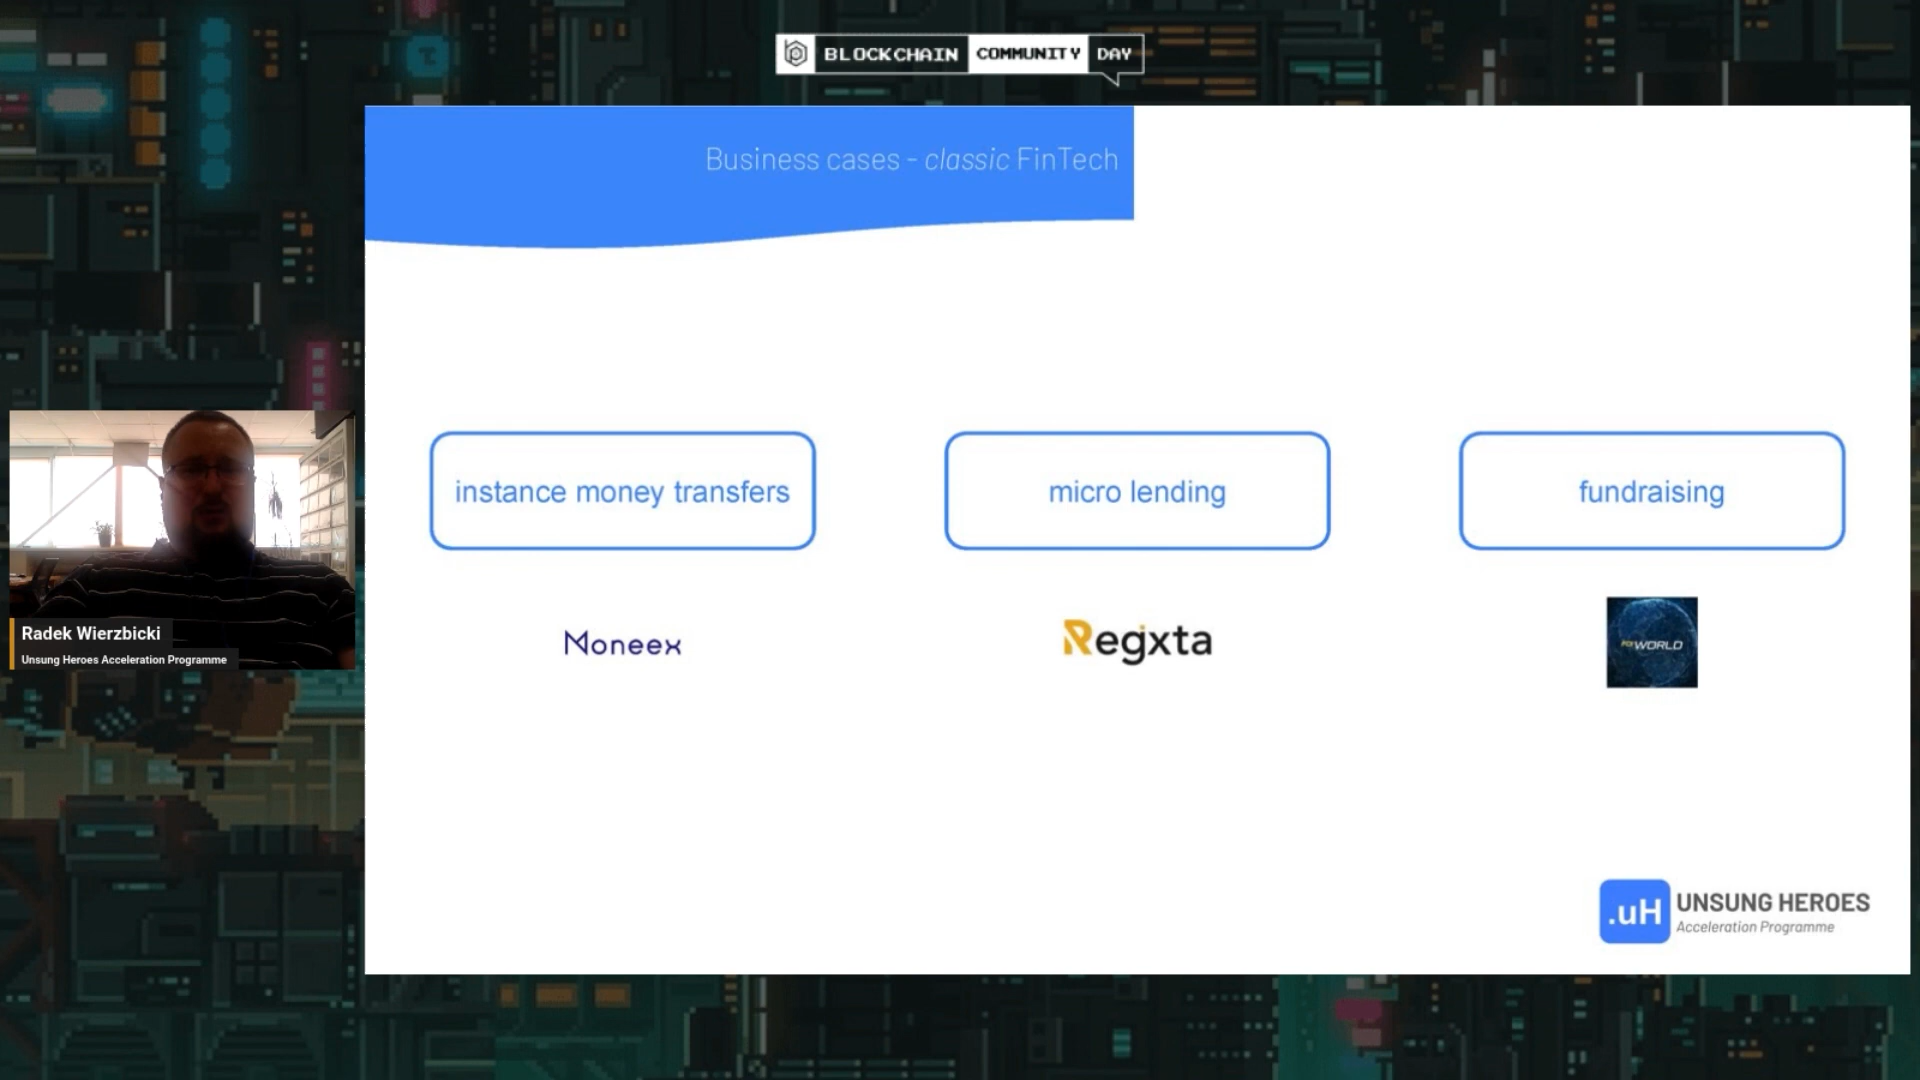 BLOCKCHAIN COMMUNITY DAY
Business cases - classic FinTech
instance money transfers
micro lending
fundraising
Moneex
Regxta
WORLD
Radek Wierzbicki
Unsung Heroes Acceleration Programme
.uH UNSUNG HEROES
Acceleration Programme